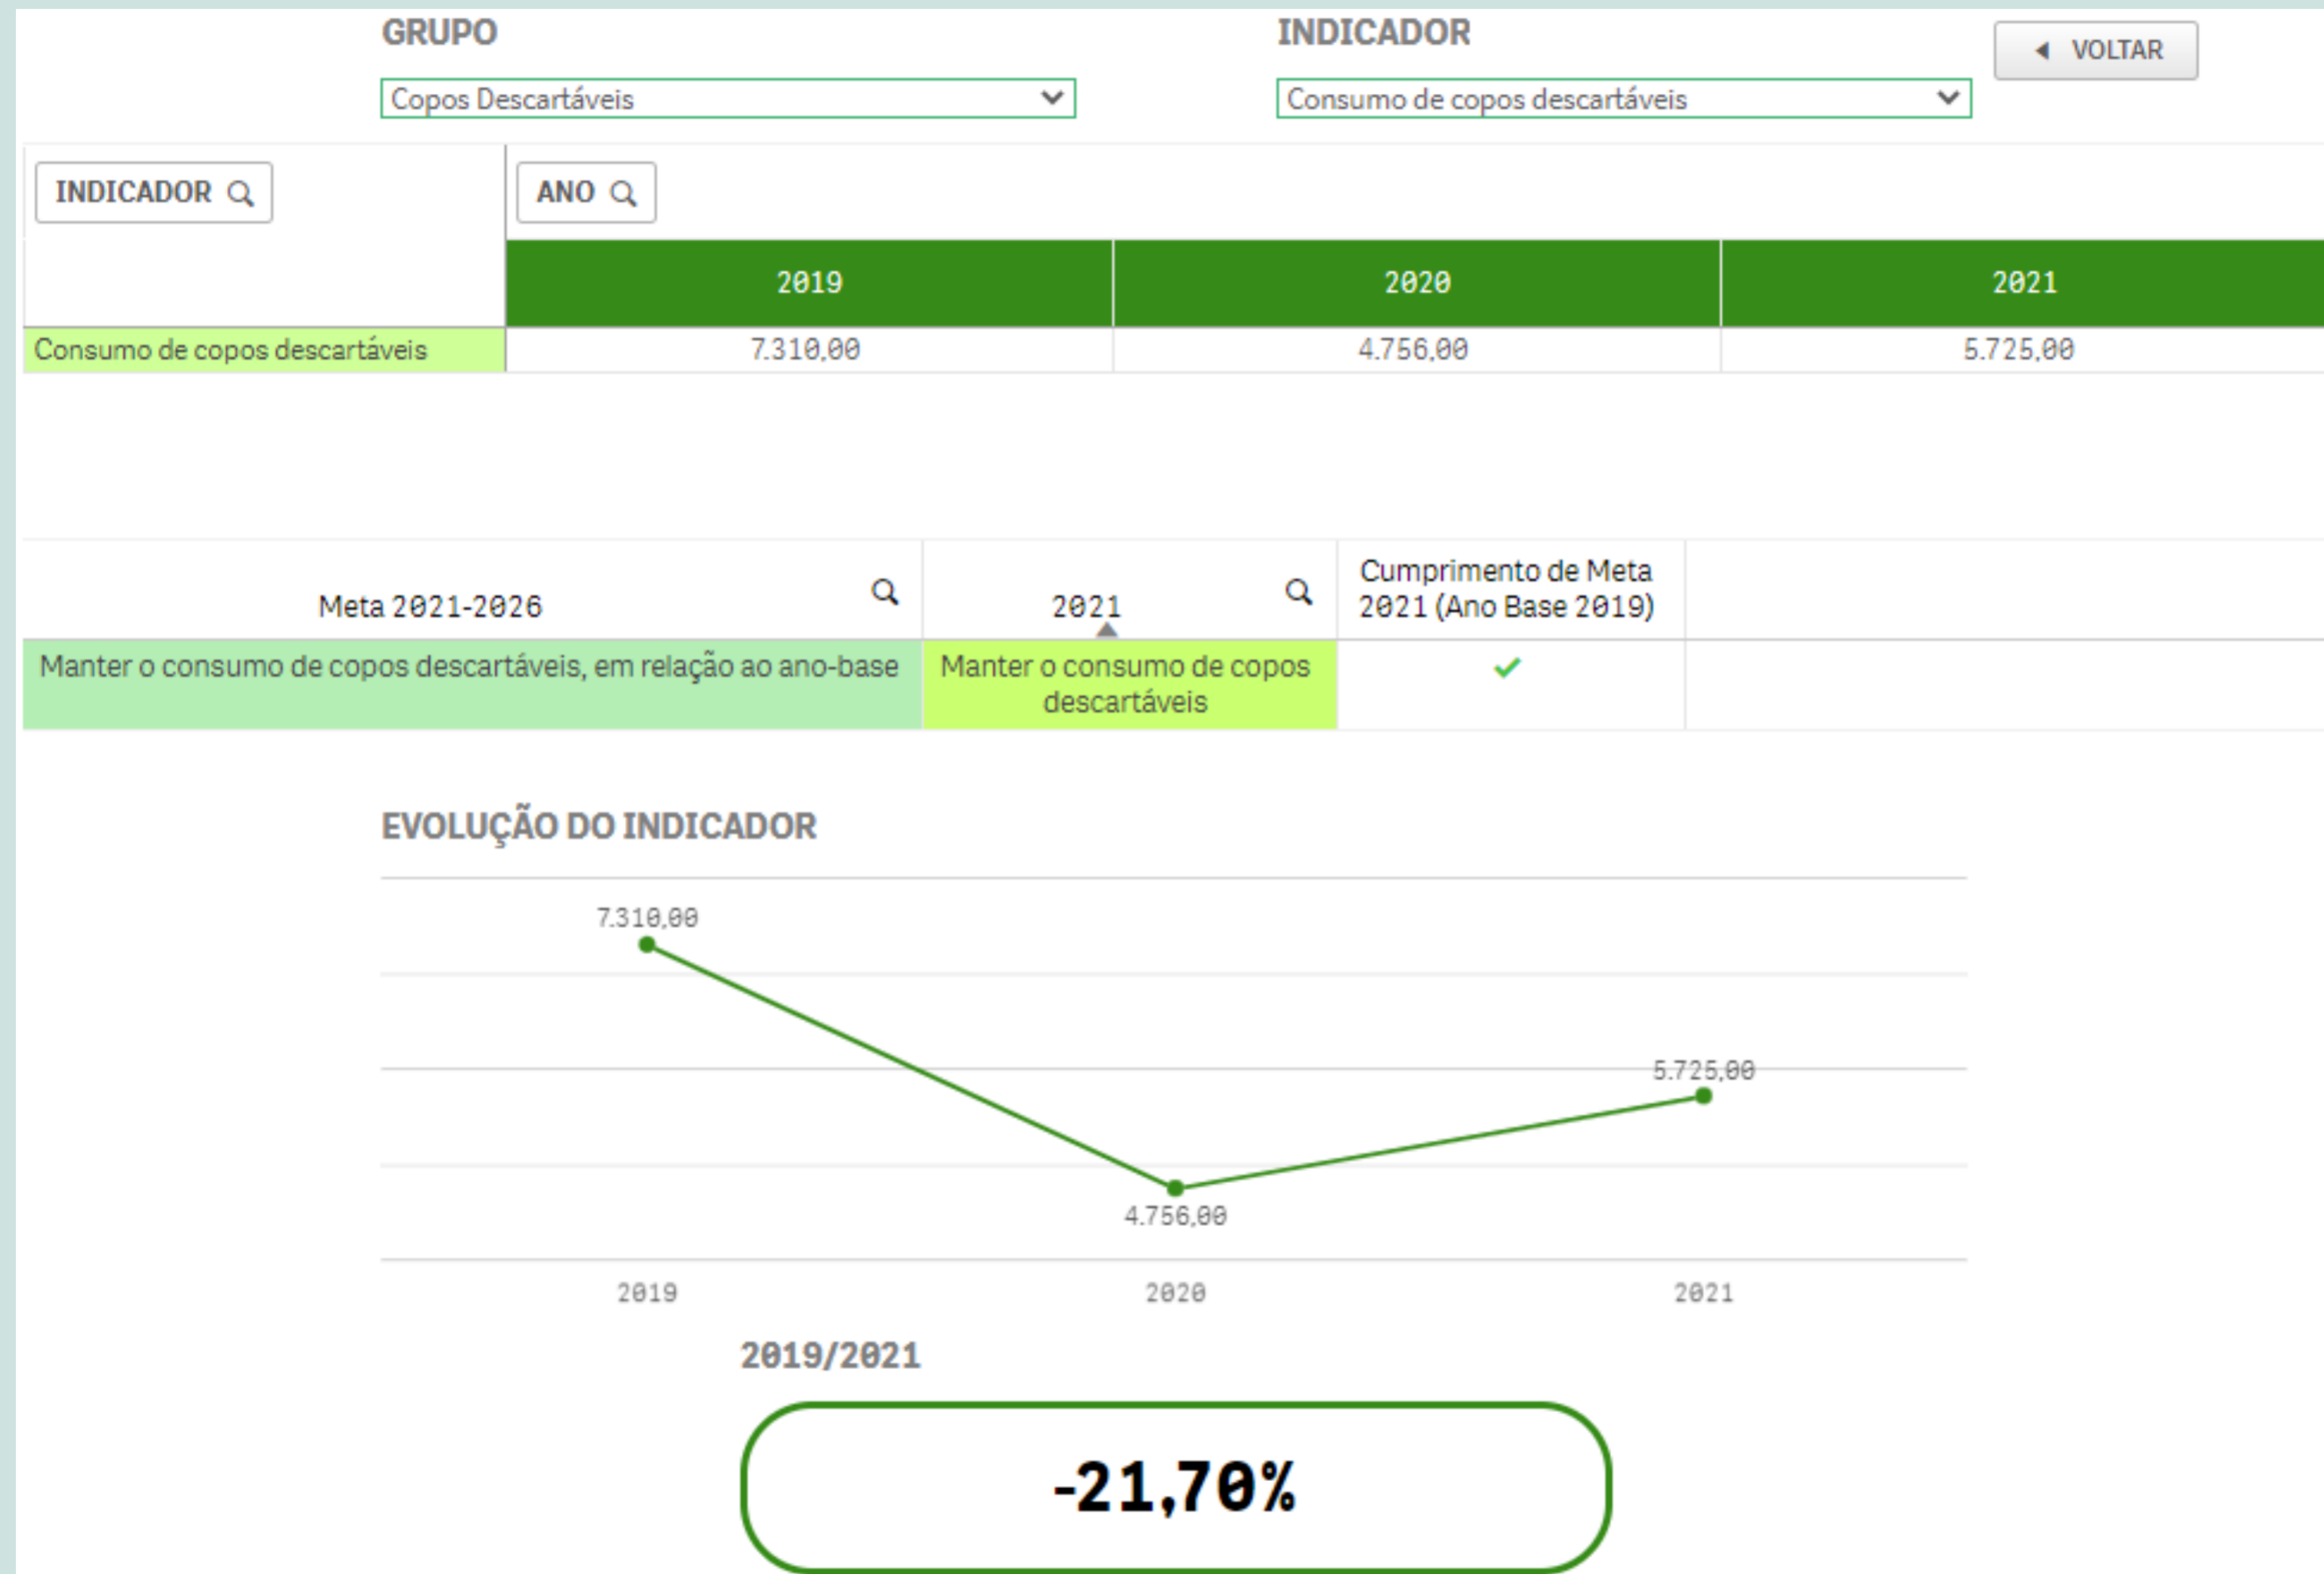 GRUPO
INDICADOR
VOLTAR
Copos Descartáveis
Consumo de copos descartáveis
INDICADOR
ANO
2019
2020
2021
Consumo de copos descartáveis
7.310,00
4.756,00
5.725,00
Meta 2021-2026
2021
Cumprimento de Meta
2021 (Ano Base 2019)
Manter o consumo de copos descartáveis, em relação ao ano-base
Manter o consumo de copos
descartáveis
EVOLUÇÃO DO INDICADOR
7.310,00
5.725,00
4.756,00
2019
2020
2021
2019/2021
-21,70%